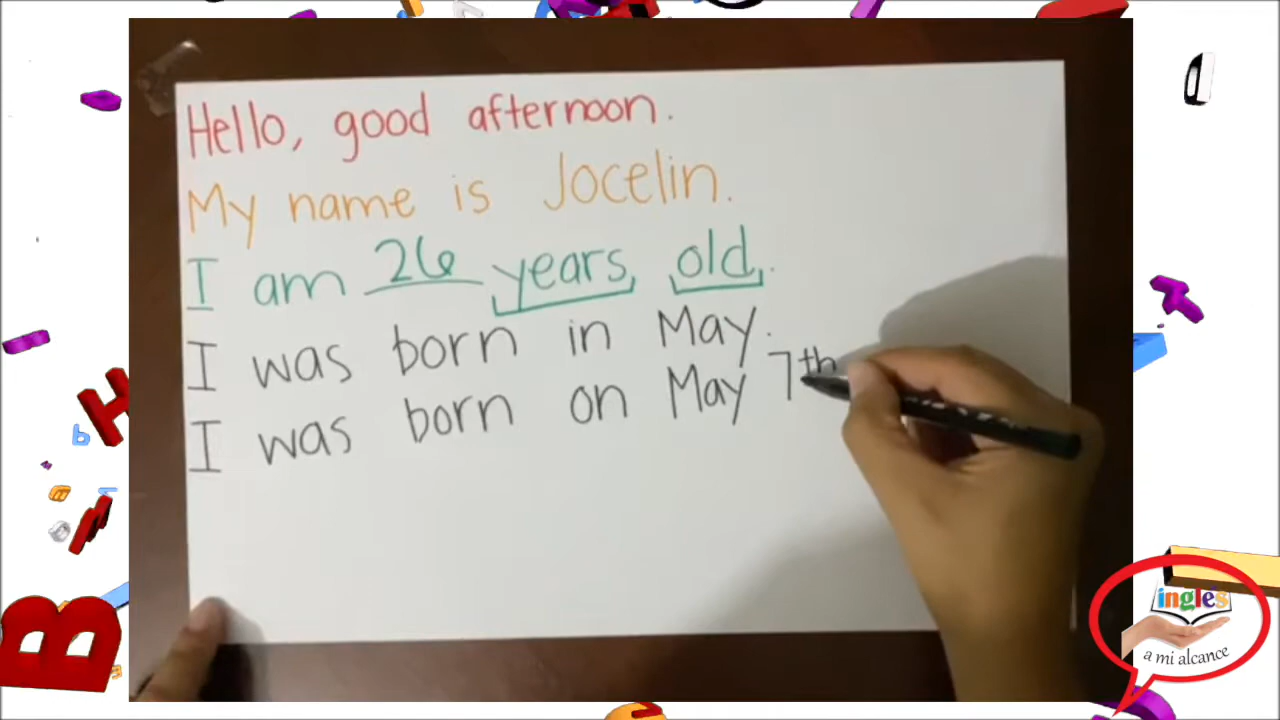 Hello, good afternoon.
My name is Jocelin.
I am 26 years old.
I was born in May.
I was born on May 7th
ingles
a mi alcance